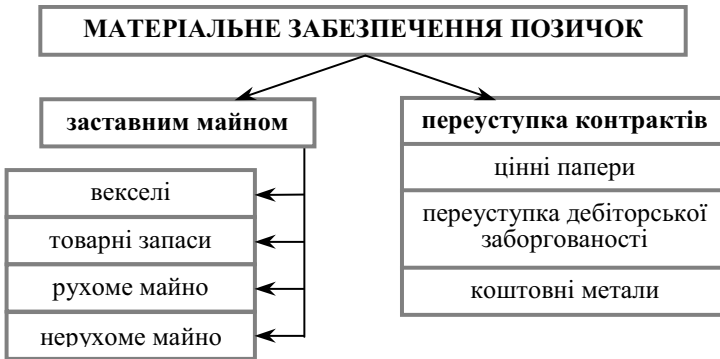 МАТЕРІАЛЬНЕ ЗАБЕЗПЕЧЕННЯ ПОЗИЧОК
заставним майном
векселі
товарні запаси
рухоме майно
нерухоме майно
переуступка контрактів
цінні папери
переуступка дебіторської
заборгованості
коштовні метали